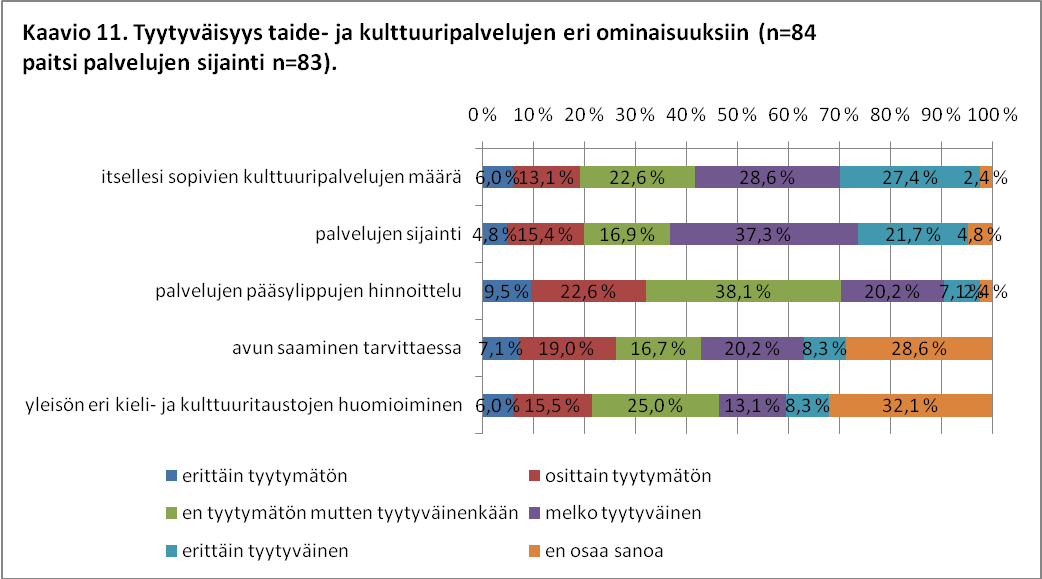 Kaavio 11. Tyytyväisyys taide- ja kulttuuripalvelujen eri ominaisuuksiin (n=84
paitsi palvelujen sijainti n=83).
0 % 10 % 20 % 30 % 40 % 50 % 60 % 70 % 80 % 90 % 100 %
itsellesi sopivien kulttuuripalvelujen määrä 6,0 % 13,1 % 22,6 % 28,6 % 27,4 % 2,4 %
palvelujen sijainti 4,8 % 15,4 % 16,9 % 37,3 % 21,7 % 4,8 %
palvelujen pääsylippujen hinnoittelu 9,5 % 22,6 % 38,1 % 20,2 % 7,1 % 2,4 %
avun saaminen tarvittaessa 7,1 % 19,0 % 16,7 % 20,2 % 8,3 % 28,6 %
yleisön eri kieli- ja kulttuuritaustojen huomioiminen 6,0 % 15,5 % 25,0 % 13,1 % 8,3 % 32,1 %
erittäin tyytymätön osittain tyytymätön
en tyytymätön mutten tyytyväinenkään melko tyytyväinen
erittäin tyytyväinen en osaa sanoa